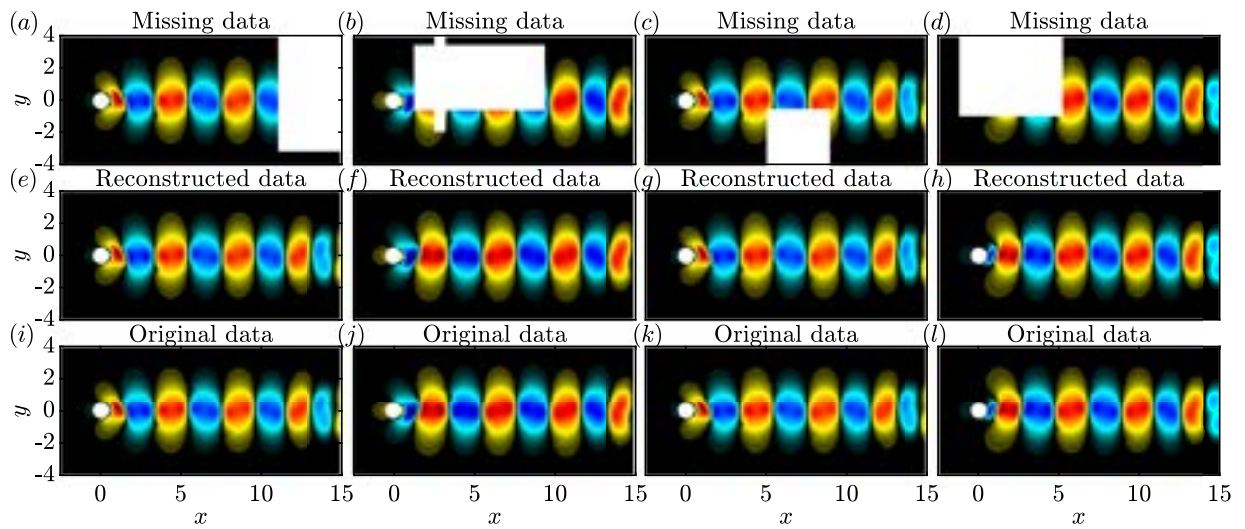 (a) Missing data (b) Missing data (c) Missing data (d) Missing data
4
2
y 0
-2
-4
(e) Reconstructed data (f) Reconstructed data (g) Reconstructed data (h) Reconstructed data
4
2
y 0
-2
-4
(i) Original data (j) Original data (k) Original data (l) Original data
4
2
y 0
-2
-4
0 5 10 15 0 5 10 15 0 5 10 15 0 5 10 15
x x x x